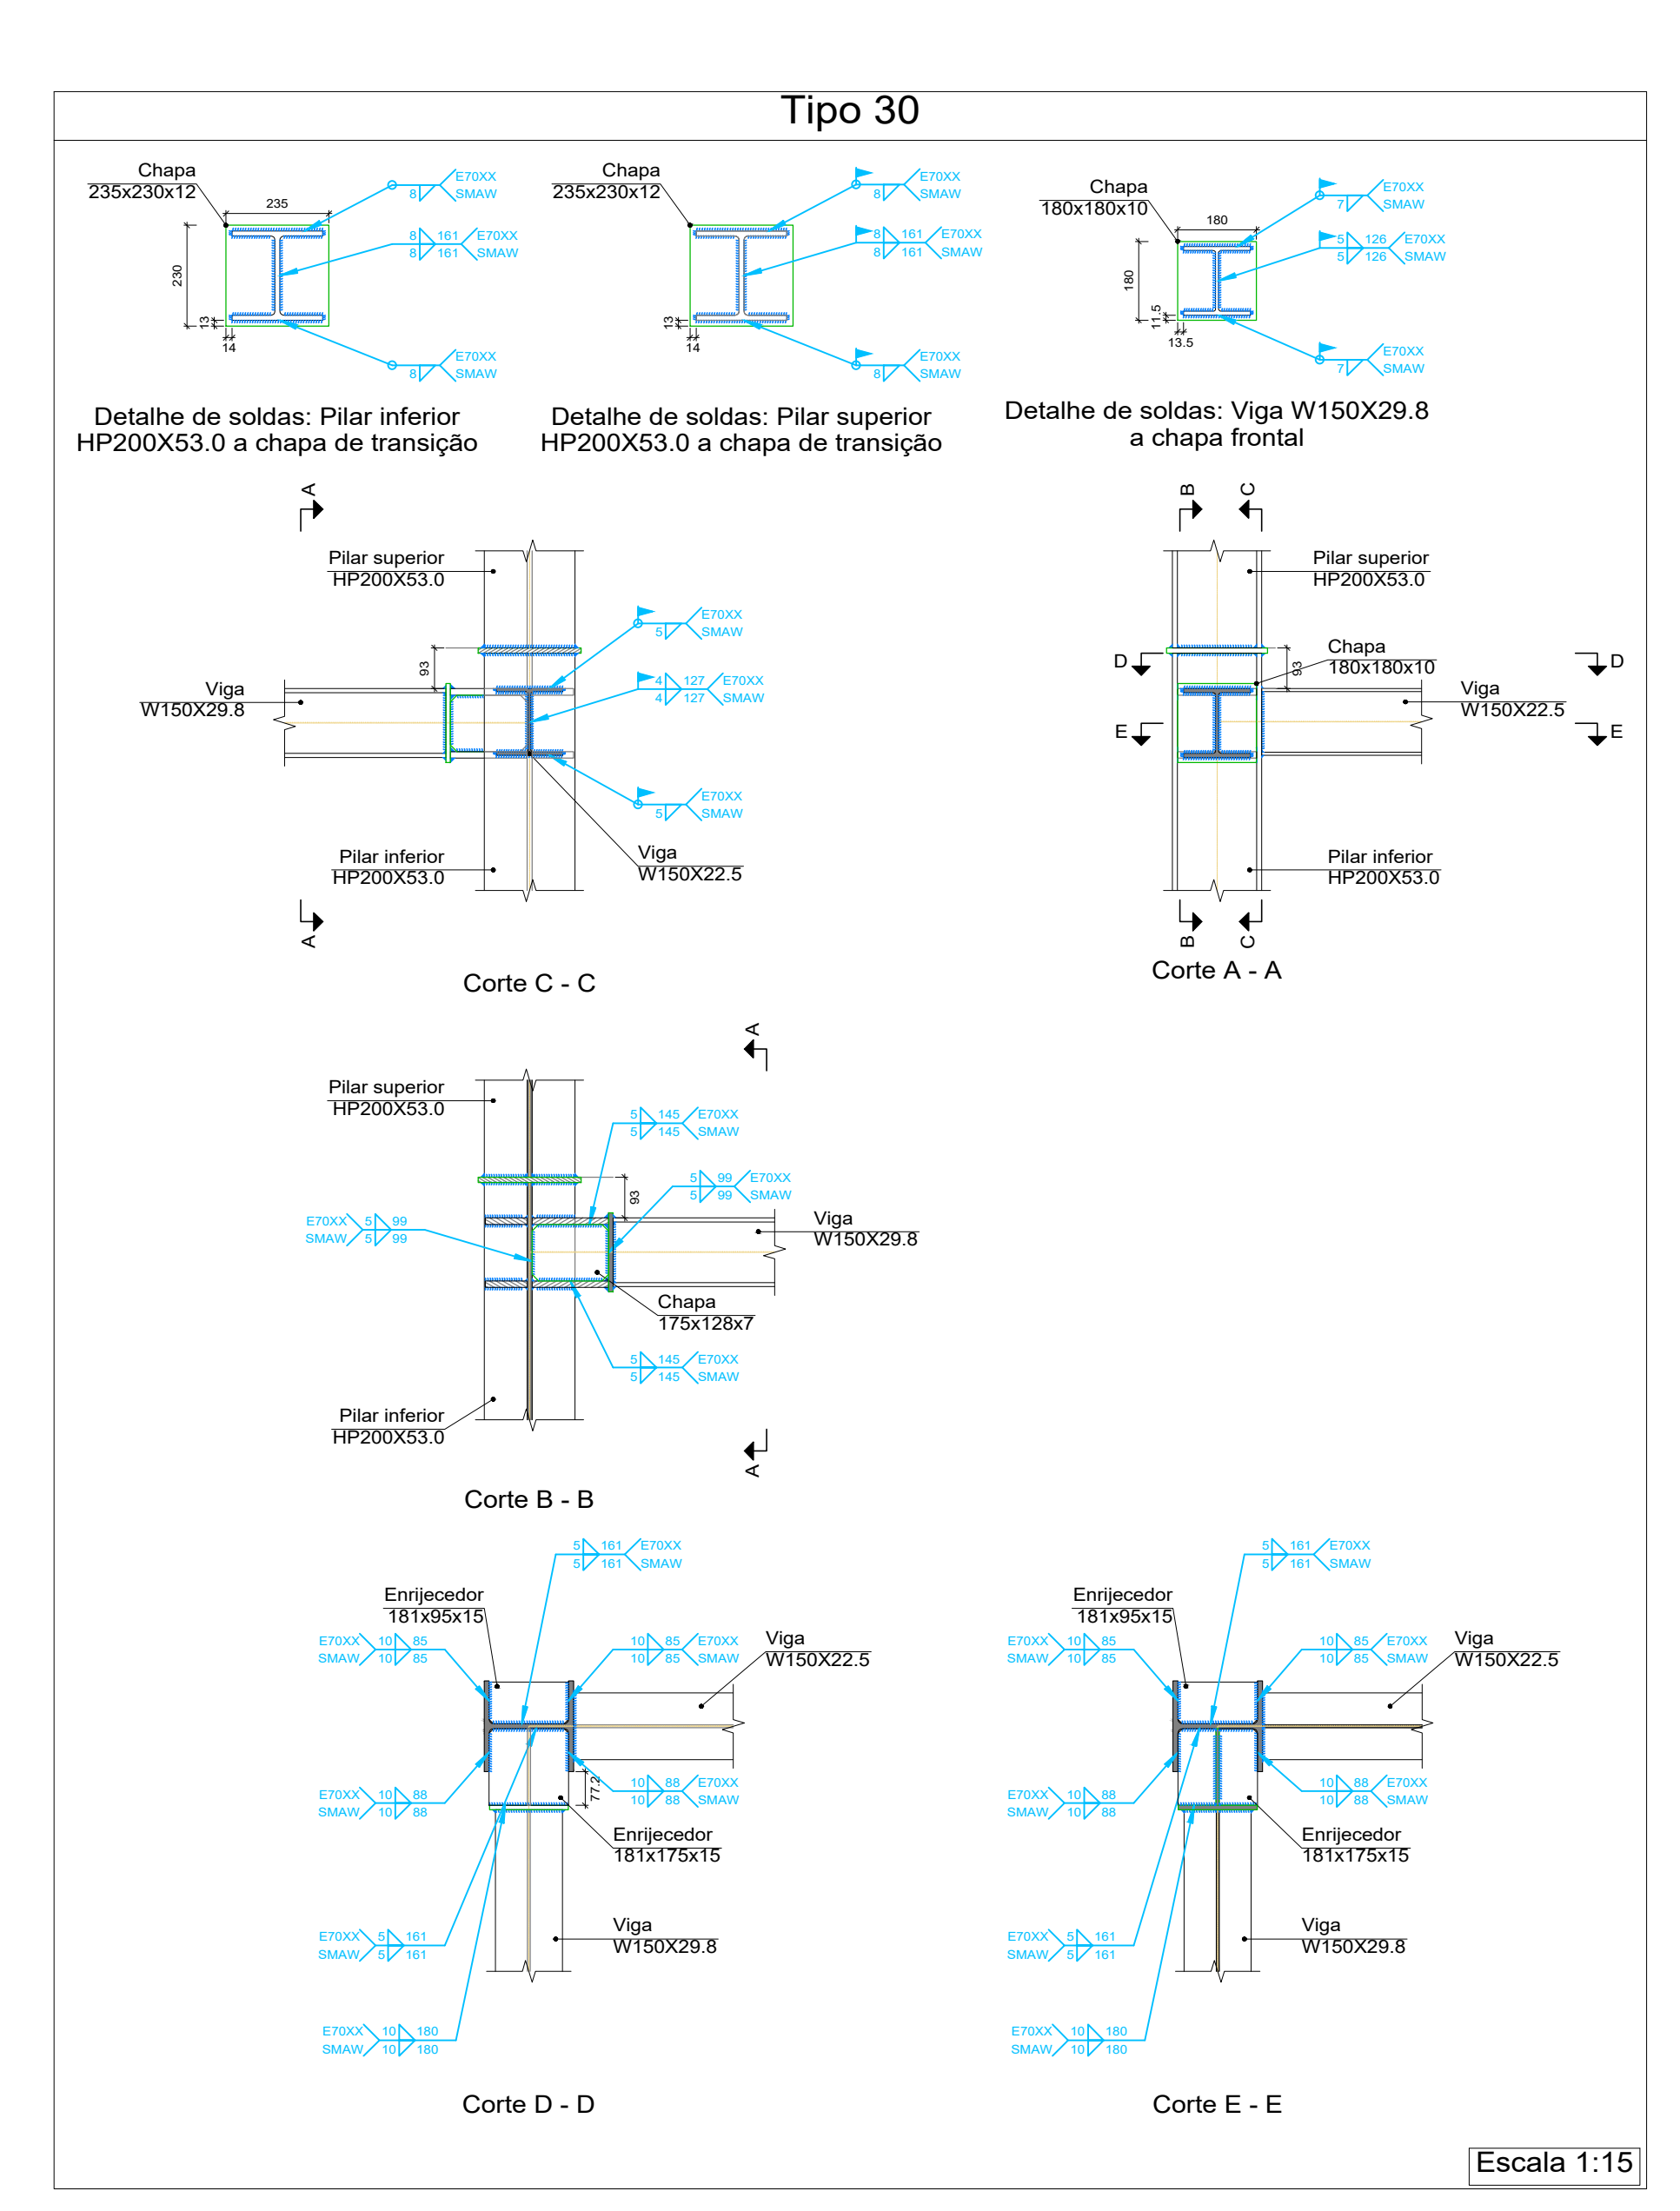 Tipo 30
Chapa
235x230x12
235
230
13
14
E70XX
8
SMAW
8 161 E70XX
8 161 SMAW
E70XX
8
SMAW
Detalhe de soldas: Pilar inferior
HP200X53.0 a chapa de transição
Chapa
235x230x12
13
14
E70XX
8
SMAW
8 161 E70XX
8 161 SMAW
E70XX
8
SMAW
Detalhe de soldas: Pilar superior
HP200X53.0 a chapa de transição
Chapa
180x180x10
180
180
11.5
13.5
E70XX
7
SMAW
5 126 E70XX
5 126 SMAW
E70XX
7
SMAW
Detalhe de soldas: Viga W150X29.8
a chapa frontal
A
Pilar superior
HP200X53.0
93
Viga
W150X29.8
E70XX
5
SMAW
4 127 E70XX
4 127 SMAW
E70XX
5
SMAW
Pilar inferior
HP200X53.0
Viga
W150X22.5
A
Corte C - C
B
C
Pilar superior
HP200X53.0
D
93
Chapa
180x180x10
D
Viga
W150X22.5
E
E
Pilar inferior
HP200X53.0
B
C
Corte A - A
A
Pilar superior
HP200X53.0
5 145 E70XX
5 145 SMAW
5 99 E70XX
5 99 SMAW
93
E70XX 5 99
SMAW 5 99
Viga
W150X29.8
Chapa
175x128x7
5 145 E70XX
5 145 SMAW
Pilar inferior
HP200X53.0
A
Corte B - B
5 161 E70XX
5 161 SMAW
Enrijecedor
181x95x15
E70XX 10 85
SMAW 10 85
10 85 E70XX
10 85 SMAW
Viga
W150X22.5
E70XX 10 88
SMAW 10 88
77.2
10 88 E70XX
10 88 SMAW
Enrijecedor
181x175x15
E70XX 5 161
SMAW 5 161
Viga
W150X29.8
E70XX 10 180
SMAW 10 180
Corte D - D
5 161 E70XX
5 161 SMAW
Enrijecedor
181x95x15
E70XX 10 85
SMAW 10 85
10 85 E70XX
10 85 SMAW
Viga
W150X22.5
E70XX 10 88
SMAW 10 88
10 88 E70XX
10 88 SMAW
Enrijecedor
181x175x15
E70XX 5 161
SMAW 5 161
Viga
W150X29.8
E70XX 10 180
SMAW 10 180
Corte E - E
Escala 1:15